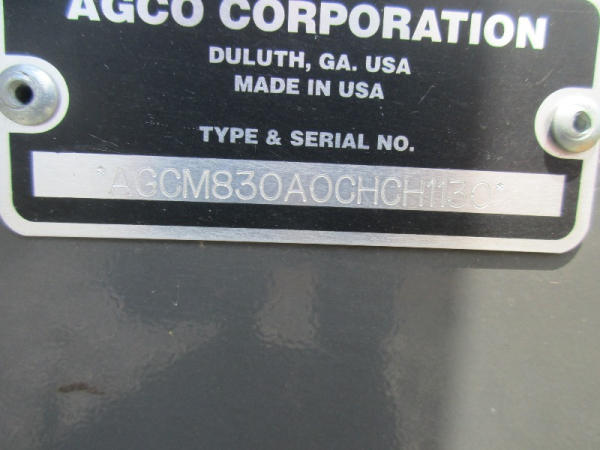 AGCO CORPORATION
DULUTH, GA. USA
MADE IN USA
TYPE & SERIAL NO.
*AGCM830A0CHCH1130*